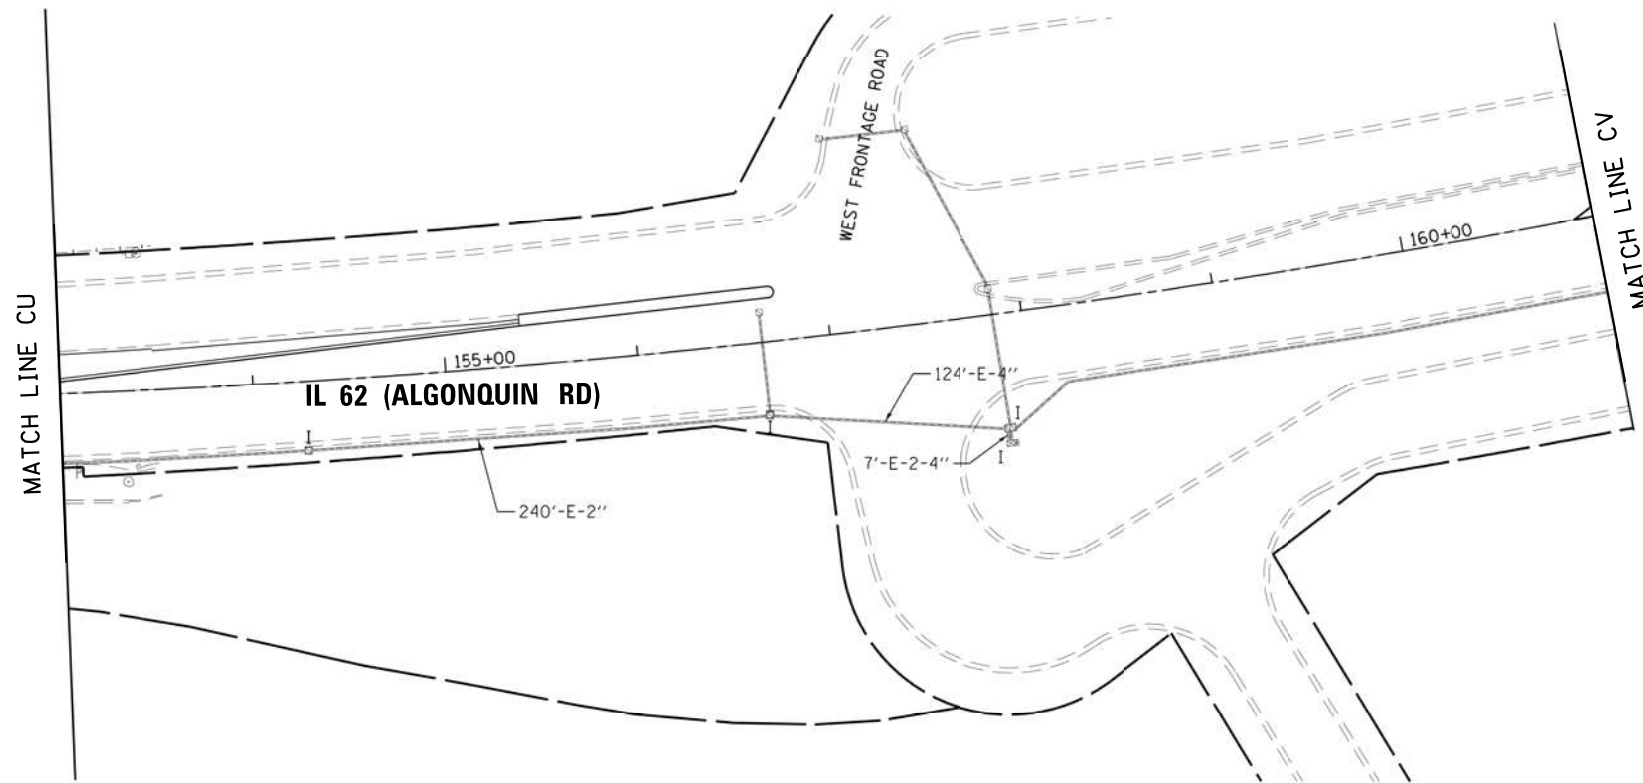 WEST FRONTAGE ROAD
MATCH LINE CV
160+00
MATCH LINE CU
155+00
IL 62 (ALGONQUIN RD)
124'-E-4''
I
I
I
I
7'-E-2-4''
240'-E-2''